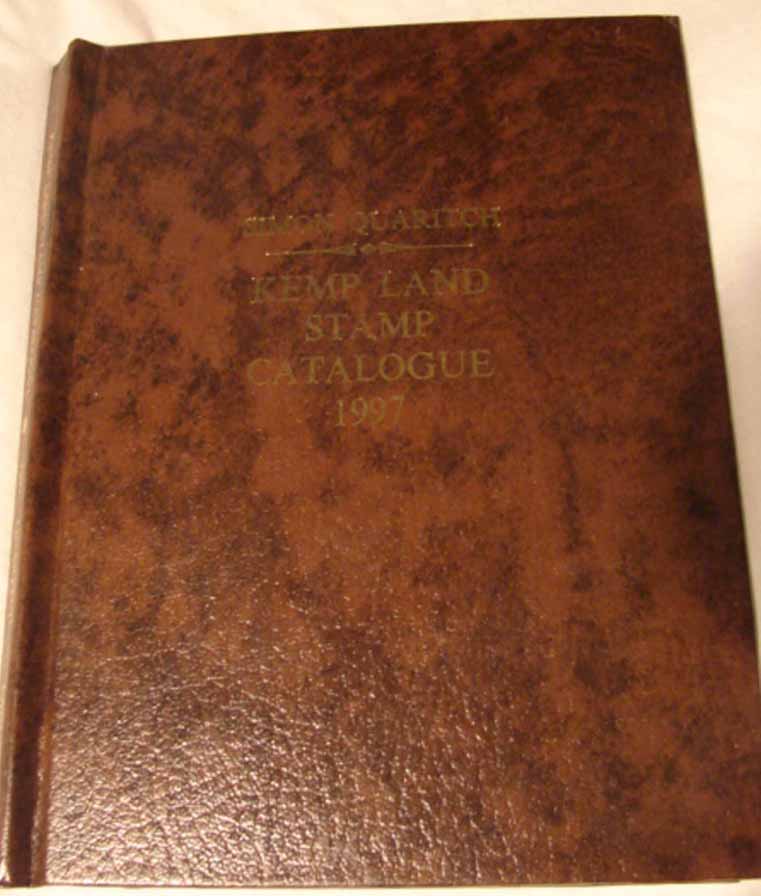 SIMON QUARITCH
KEMP LAND
STAMP
CATALOGUE
1997